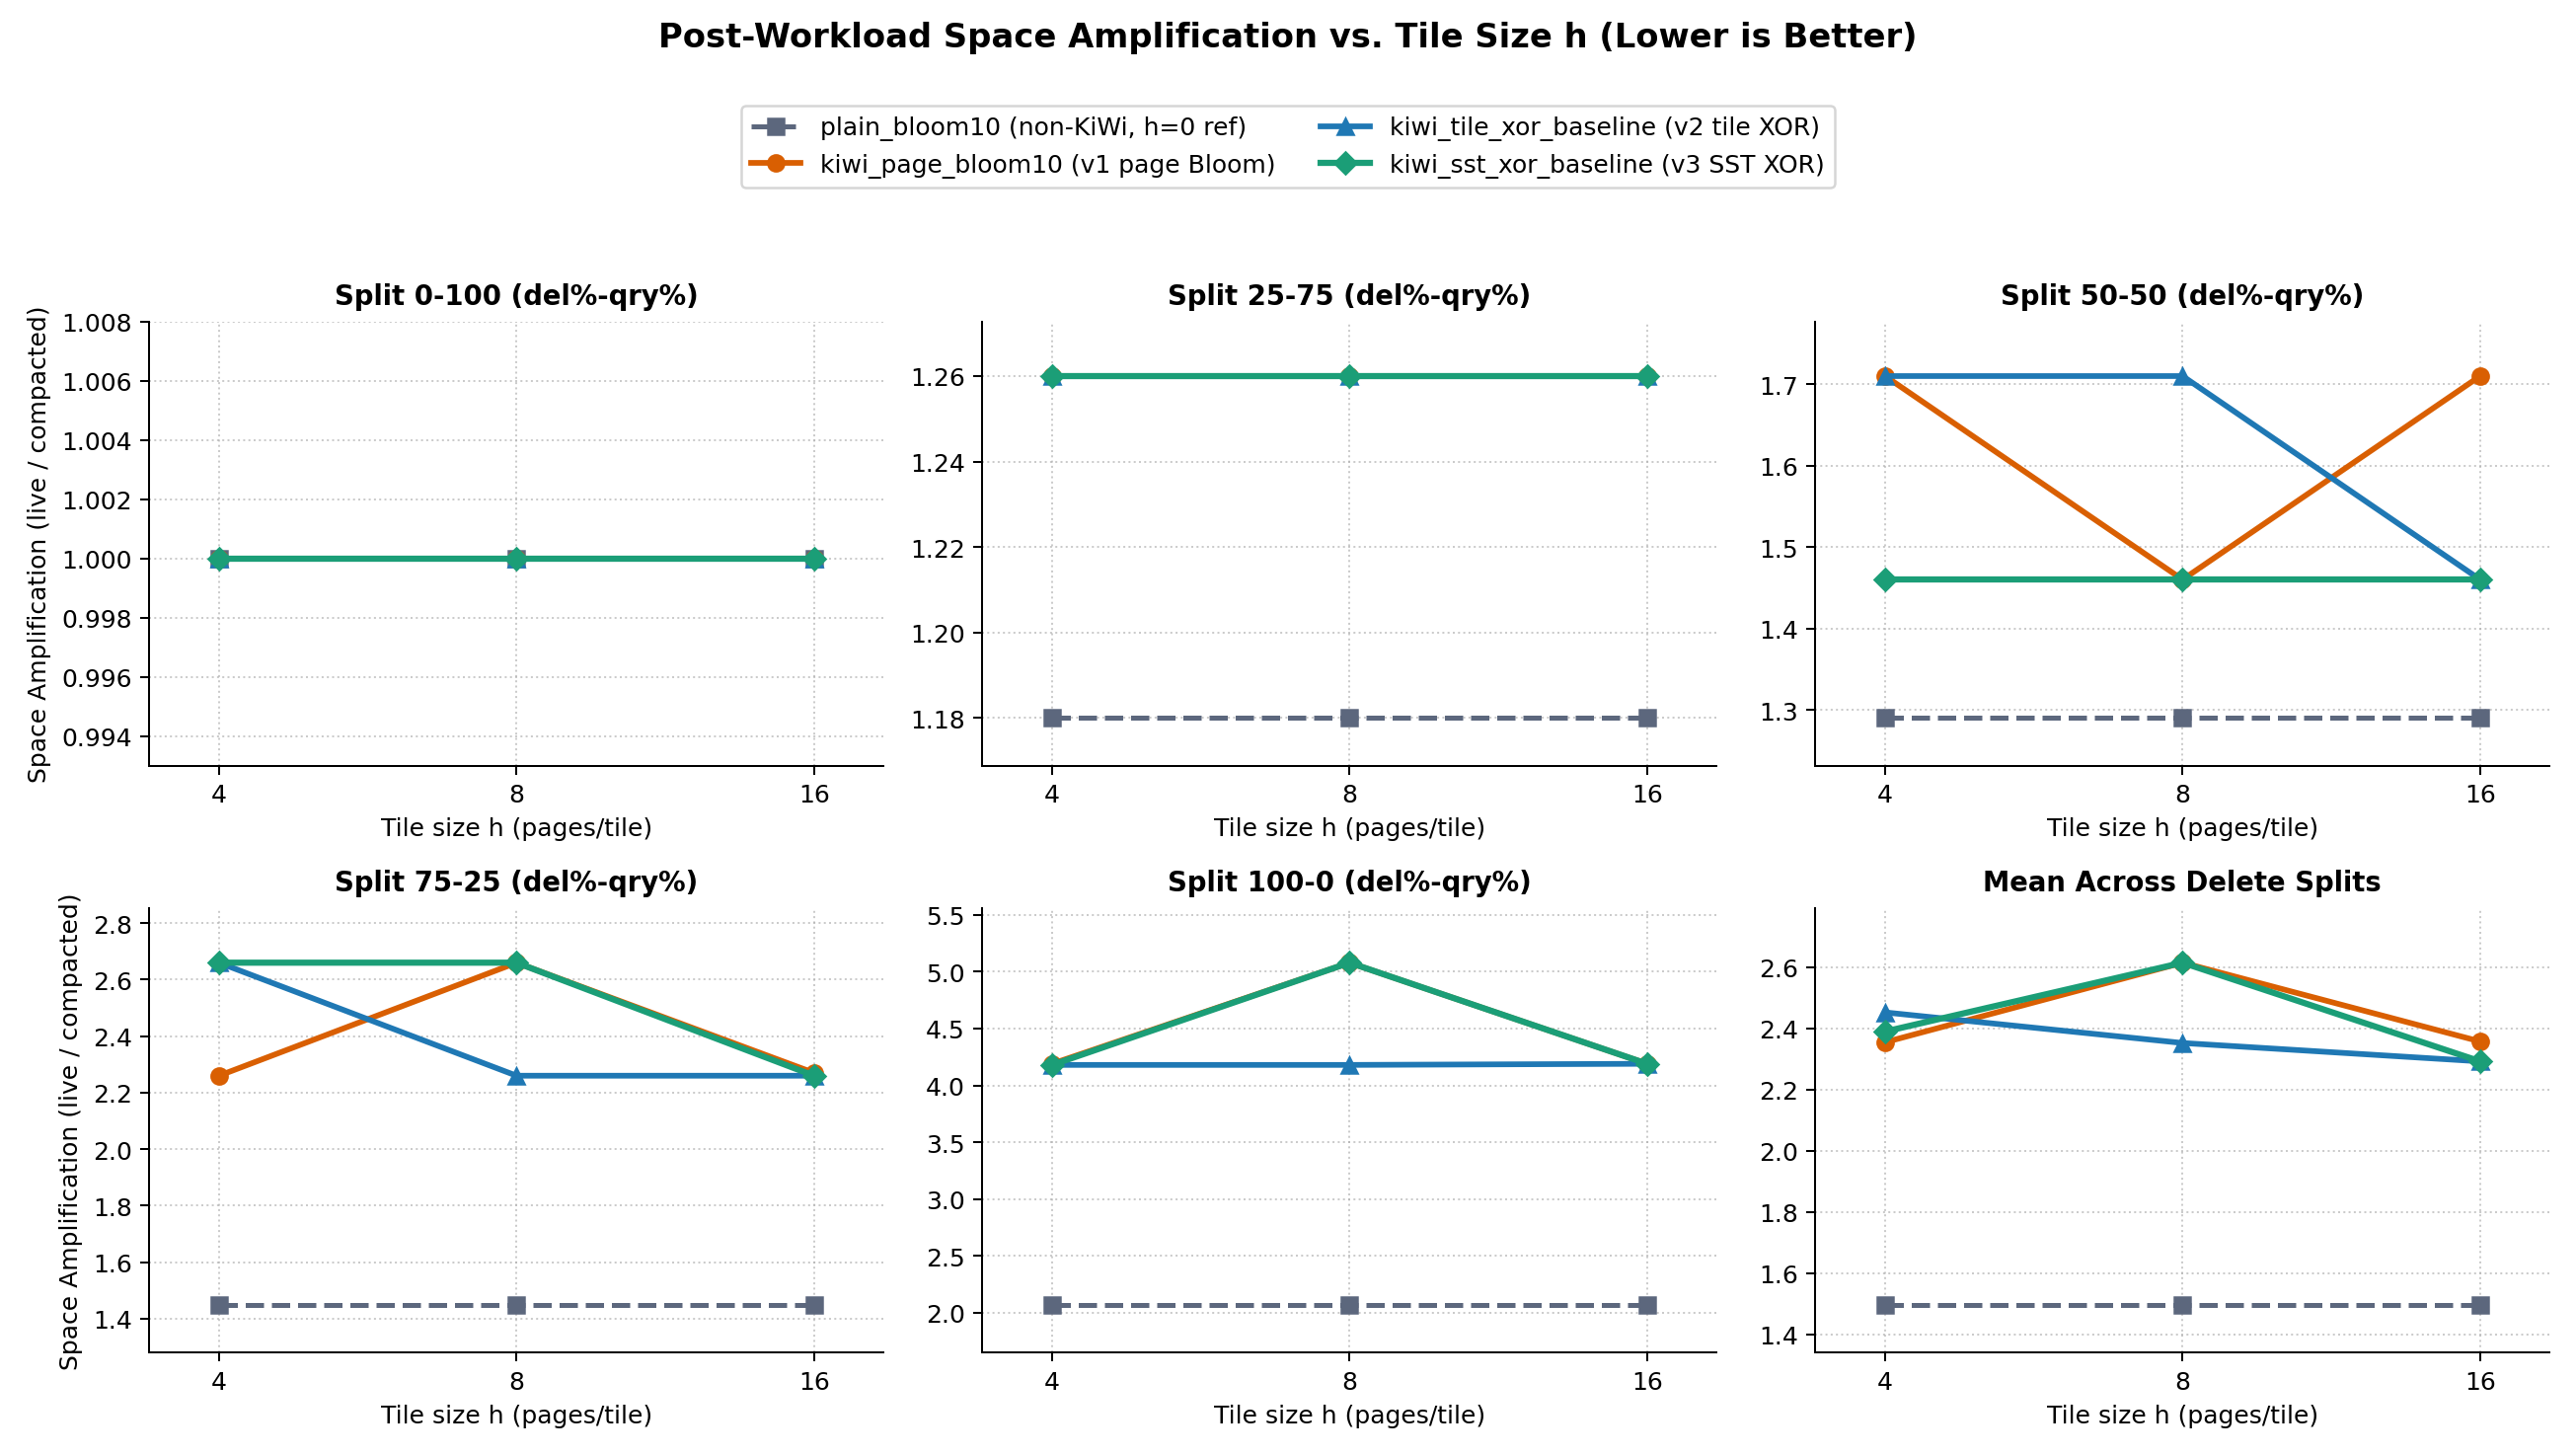 Post-Workload Space Amplification vs. Tile Size h (Lower is Better)
plain_bloom10 (non-KiWi, h=0 ref)
kiwi_page_bloom10 (v1 page Bloom)
kiwi_tile_xor_baseline (v2 tile XOR)
kiwi_sst_xor_baseline (v3 SST XOR)
Split 0-100 (del%-qry%)
Space Amplification (live / compacted)
1.008
1.006
1.004
1.002
1.000
0.998
0.996
0.994
4 8 16
Tile size h (pages/tile)
Split 25-75 (del%-qry%)
1.26
1.24
1.22
1.20
1.18
4 8 16
Tile size h (pages/tile)
Split 50-50 (del%-qry%)
1.7
1.6
1.5
1.4
1.3
4 8 16
Tile size h (pages/tile)
Split 75-25 (del%-qry%)
Space Amplification (live / compacted)
2.8
2.6
2.4
2.2
2.0
1.8
1.6
1.4
4 8 16
Tile size h (pages/tile)
Split 100-0 (del%-qry%)
5.5
5.0
4.5
4.0
3.5
3.0
2.5
2.0
4 8 16
Tile size h (pages/tile)
Mean Across Delete Splits
2.6
2.4
2.2
2.0
1.8
1.6
1.4
4 8 16
Tile size h (pages/tile)